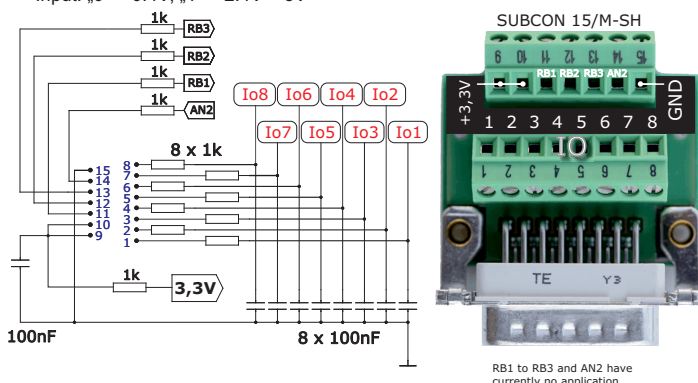 1k RB3
1k RB2
1k RB1
1k AN2
Io8 Io6 Io4 Io2
Io7 Io5 Io3 Io1
8 x 1k
15 8
14 7
13 6
12 5
11 4
10 3
9 2
1
1k
3,3V
100nF
8 x 100nF
SUBCON 15/M-SH
9 10 11 12 13 14 15
RB1 RB2 RB3 AN2
+3,3V
GND
1 2 3 4 5 6 7 8
IO
1 2 3 4 5 6 7 8
TE Y3
RB1 to RB3 and AN2 have
currently no application